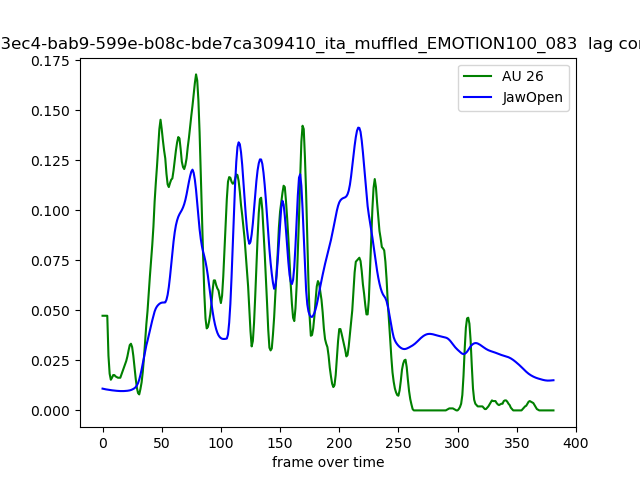 3ec4-bab9-599e-b08c-bde7ca309410_ita_muffled_EMOTION100_083 lag
AU 26
JawOpen
0.175
0.150
0.125
0.100
0.075
0.050
0.025
0.000
0 50 100 150 200 250 300 350 400
frame over time